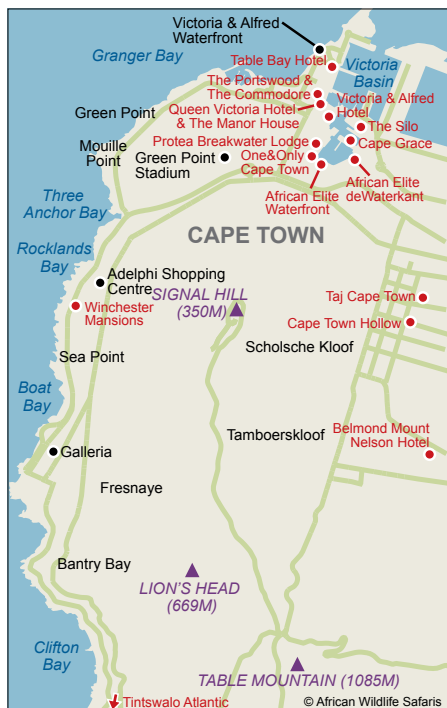 Victoria & Alfred
Waterfront
Granger Bay
Table Bay Hotel
Victoria
Basin
The Portswood &
The Commodore
Queen Victoria Hotel
& The Manor House
Victoria & Alfred
Hotel
Green Point
The Silo
Mouille
Point
Protea Breakwater Lodge
Cape Grace
Green Point
Stadium
One&Only
Cape Town
African Elite
Waterfront
African Elite
deWaterkant
Three
Anchor Bay
CAPE TOWN
Rocklands
Bay
Adelphi Shopping
Centre
SIGNAL HILL
(350M)
Taj Cape Town
Winchester
Mansions
Cape Town Hollow
Scholsche Kloof
Sea Point
Boat
Bay
Tamboerskloof
Belmond Mount
Nelson Hotel
Galleria
Fresnaye
Bantry Bay
LION'S HEAD
(669M)
Clifton
Bay
TABLE MOUNTAIN (1085M)
Tintswalo Atlantic
© African Wildlife Safaris